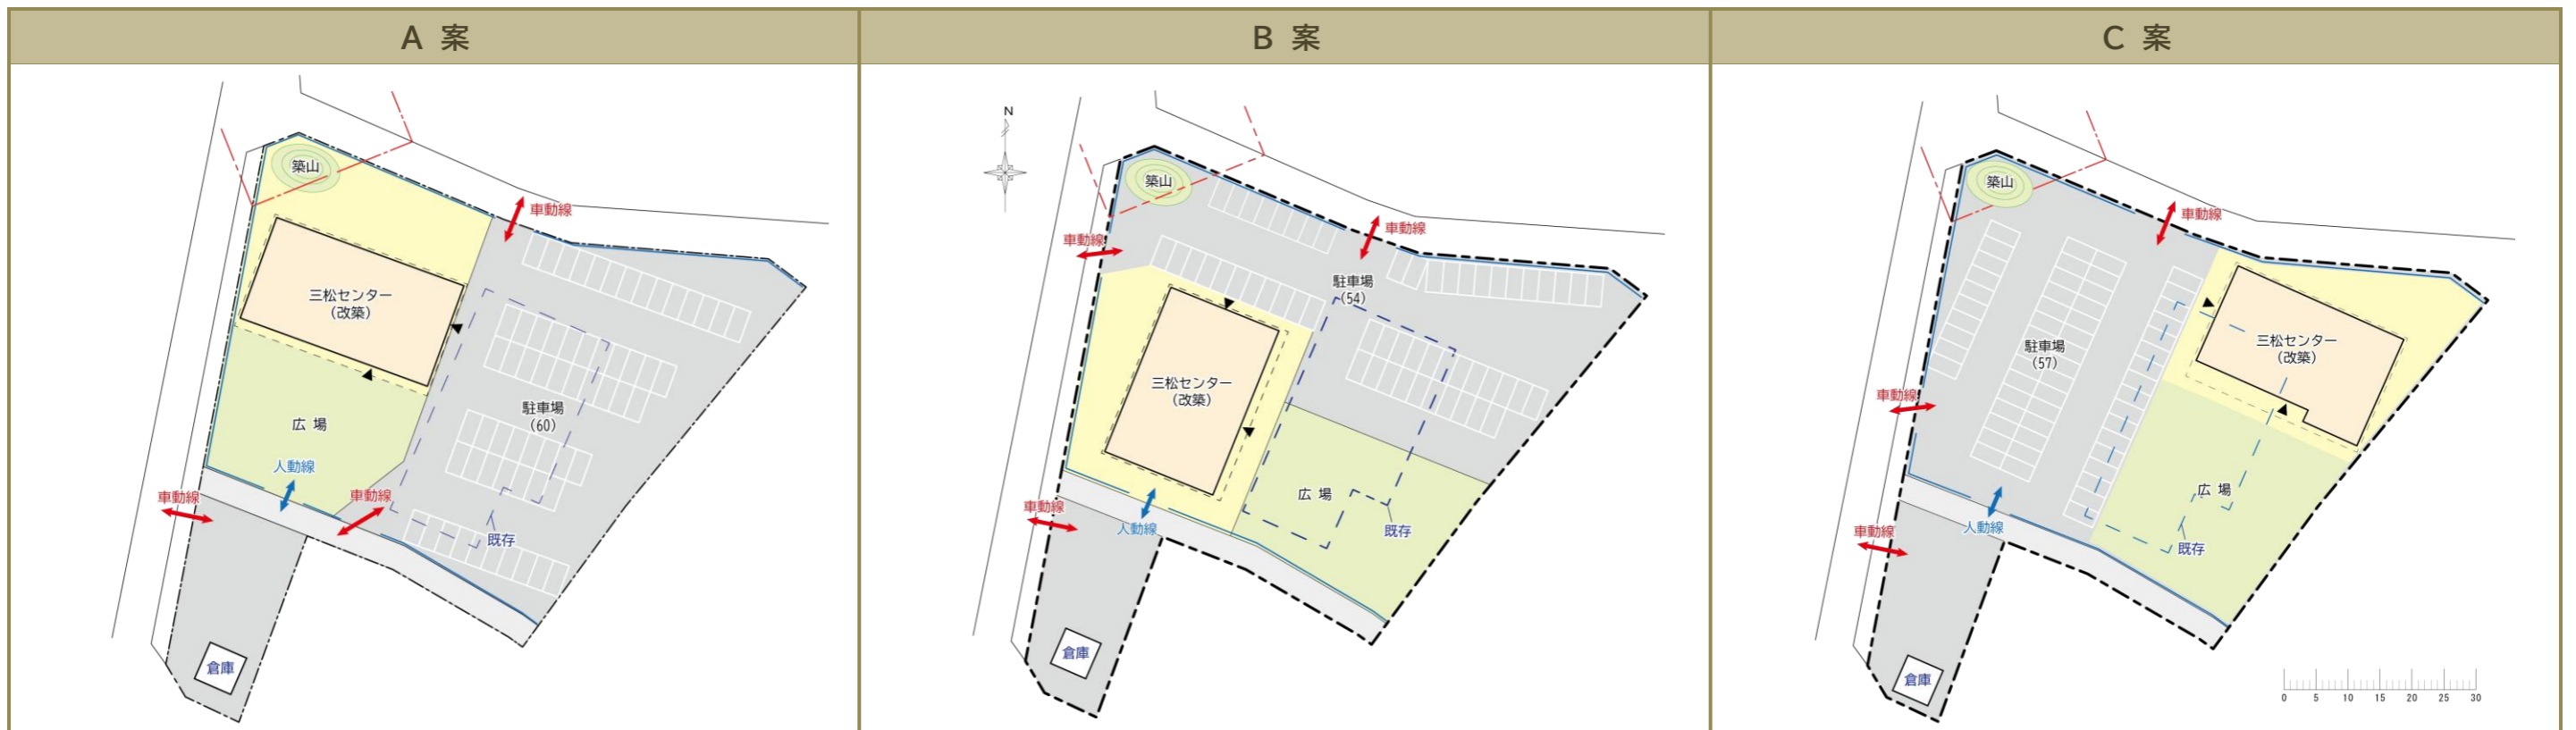 A 案
B 案
C 案
築山
車動線
三松センター
(改築)
駐車場
(60)
広 場
人動線
車動線
車動線
既存
倉庫
N
築山
車動線
車動線
駐車場
(54)
三松センター
(改築)
広 場
車動線
人動線
既存
倉庫
築山
車動線
三松センター
(改築)
駐車場
(57)
車動線
広 場
人動線
車動線
既存
倉庫
0 5 10 15 20 25 30